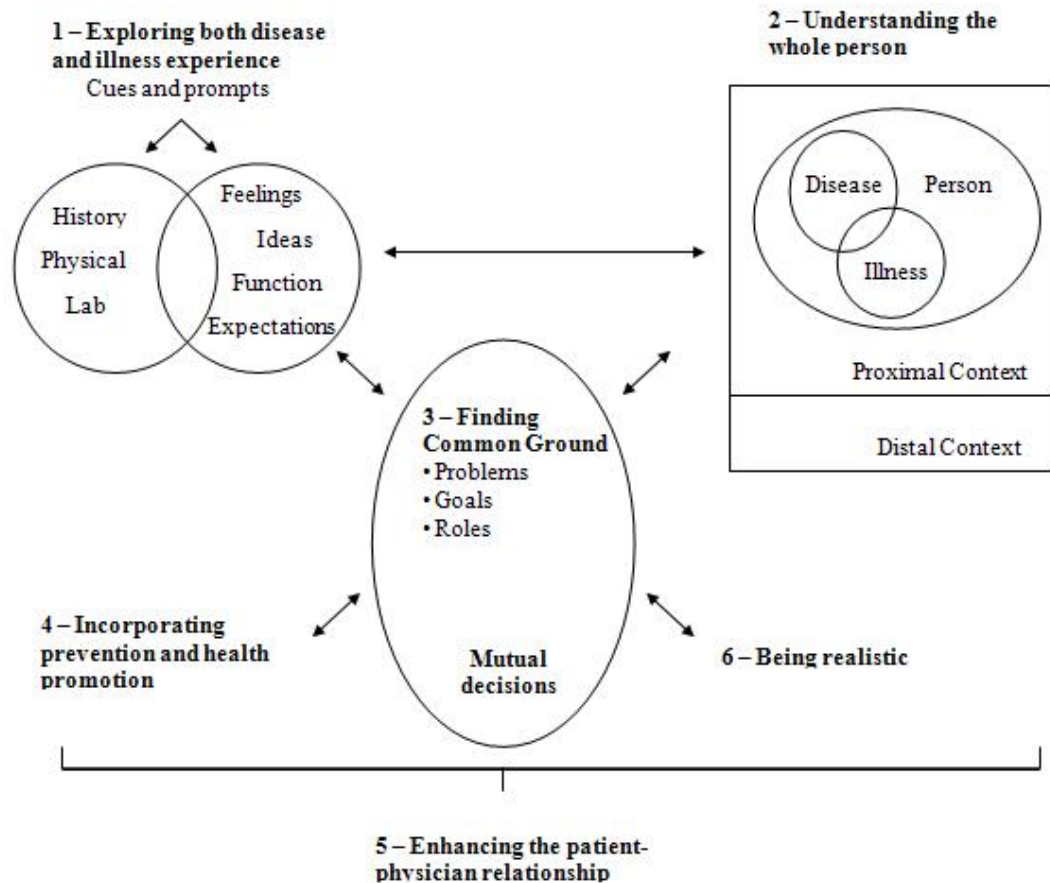 1 – Exploring both disease
and illness experience
Cues and prompts
History
Physical
Lab
Feelings
Ideas
Function
Expectations
2 – Understanding the
whole person
Disease
Person
Illness
Proximal Context
Distal Context
3 – Finding
Common Ground
• Problems
• Goals
• Roles
Mutual
decisions
4 – Incorporating
prevention and health
promotion
6 – Being realistic
5 – Enhancing the patient-
physician relationship